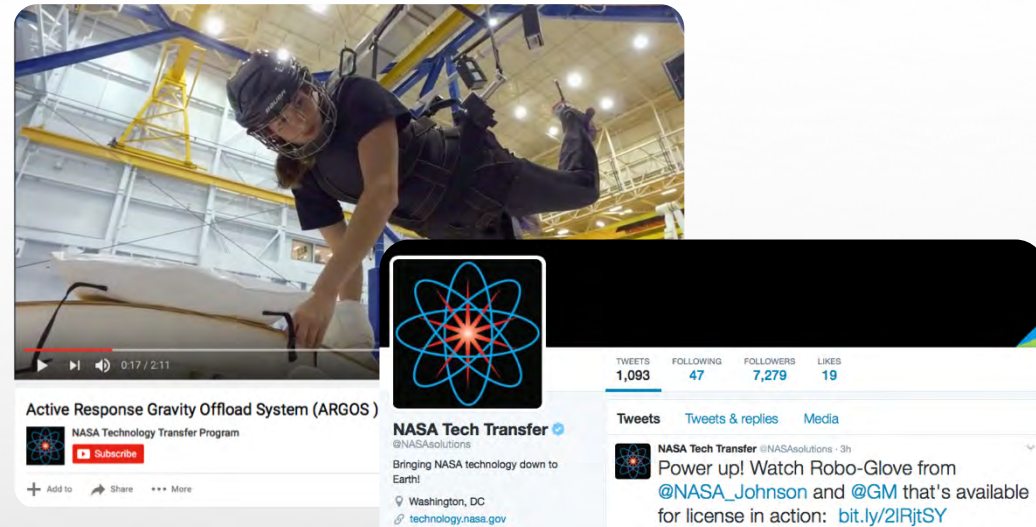 BAUER
0:17 / 2:11
Active Response Gravity Offload System (ARGOS )
NASA Technology Transfer Program
Subscribe
Add to Share More
TWEETS FOLLOWING FOLLOWERS LIKES
1,093 47 7,279 19
NASA Tech Transfer
@NASAsolutions
Bringing NASA technology down to
Earth!
Washington, DC
technology.nasa.gov
Tweets Tweets & replies Media
NASA Tech Transfer @NASAsolutions · 3h
Power up! Watch Robo-Glove from
@NASA_Johnson and @GM that's available
for license in action: bit.ly/2lRjtSY